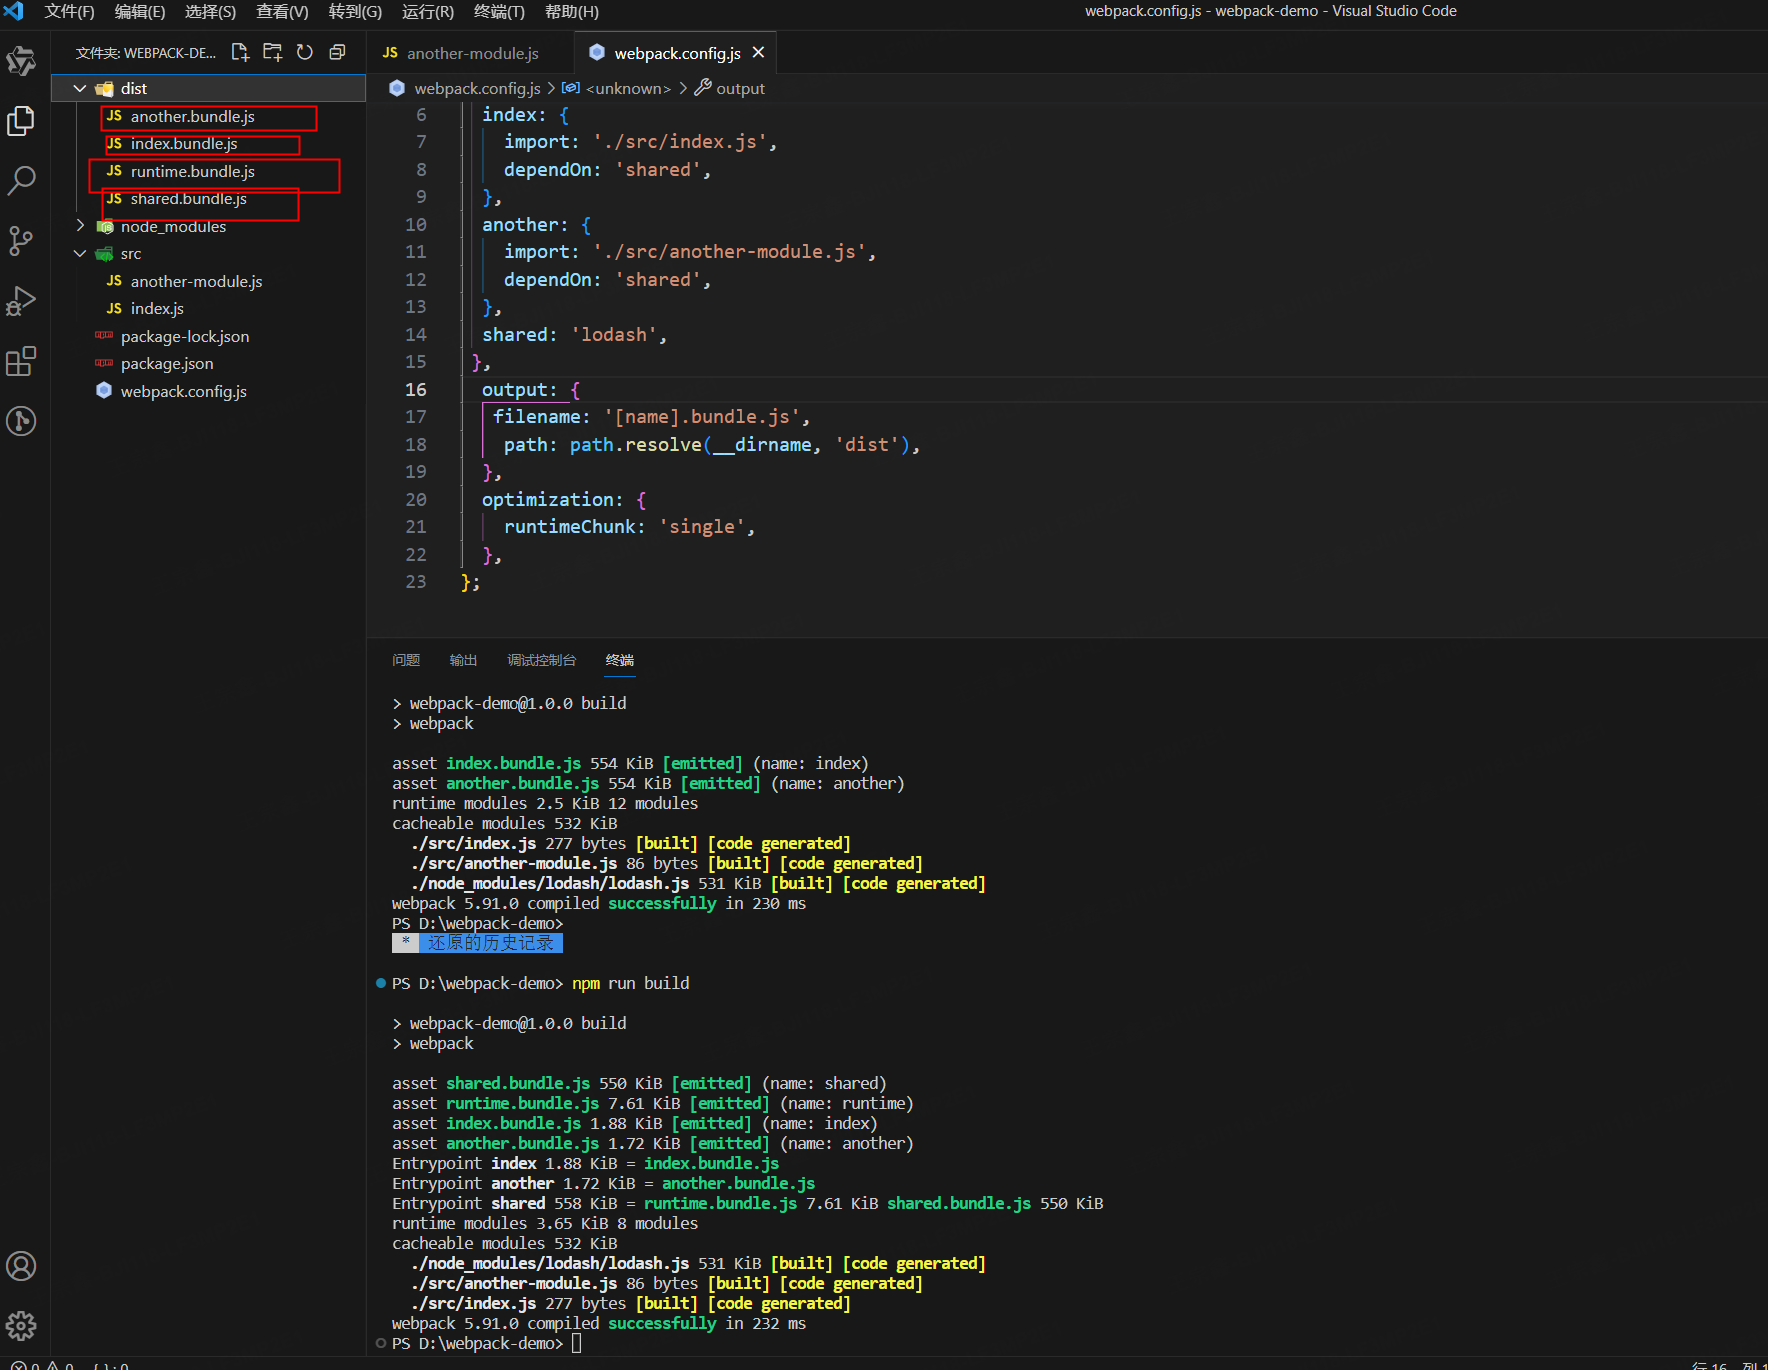 文件(F) 编辑(E) 选择(S) 查看(V) 转到(G) 运行(R) 终端(T) 帮助(H)
webpack.config.js - webpack-demo - Visual Studio Code
文件夹: WEBPACK-DE...
dist
JS another.bundle.js
JS index.bundle.js
JS runtime.bundle.js
JS shared.bundle.js
node_modules
src
JS another-module.js
JS index.js
package-lock.json
package.json
webpack.config.js
JS another-module.js
webpack.config.js
webpack.config.js > <unknown> > output
6 index: {
7 import: './src/index.js',
8 dependOn: 'shared',
9 },
10 another: {
11 import: './src/another-module.js',
12 dependOn: 'shared',
13 },
14 shared: 'lodash',
15 },
16 output: {
17 filename: '[name].bundle.js',
18 path: path.resolve(__dirname, 'dist'),
19 },
20 optimization: {
21 runtimeChunk: 'single',
22 },
23 };
问题 输出 调试控制台 终端
> webpack-demo@1.0.0 build
> webpack
asset index.bundle.js 554 KiB [emitted] (name: index)
asset another.bundle.js 554 KiB [emitted] (name: another)
runtime modules 2.5 KiB 12 modules
cacheable modules 532 KiB
./src/index.js 277 bytes [built] [code generated]
./src/another-module.js 86 bytes [built] [code generated]
./node_modules/lodash/lodash.js 531 KiB [built] [code generated]
webpack 5.91.0 compiled successfully in 230 ms
PS D:\webpack-demo>
* 还原的历史记录
PS D:\webpack-demo> npm run build
> webpack-demo@1.0.0 build
> webpack
asset shared.bundle.js 550 KiB [emitted] (name: shared)
asset runtime.bundle.js 7.61 KiB [emitted] (name: runtime)
asset index.bundle.js 1.88 KiB [emitted] (name: index)
asset another.bundle.js 1.72 KiB [emitted] (name: another)
Entrypoint index 1.88 KiB = index.bundle.js
Entrypoint another 1.72 KiB = another.bundle.js
Entrypoint shared 558 KiB = runtime.bundle.js 7.61 KiB shared.bundle.js 550 KiB
runtime modules 3.65 KiB 8 modules
cacheable modules 532 KiB
./node_modules/lodash/lodash.js 531 KiB [built] [code generated]
./src/another-module.js 86 bytes [built] [code generated]
./src/index.js 277 bytes [built] [code generated]
webpack 5.91.0 compiled successfully in 232 ms
PS D:\webpack-demo>